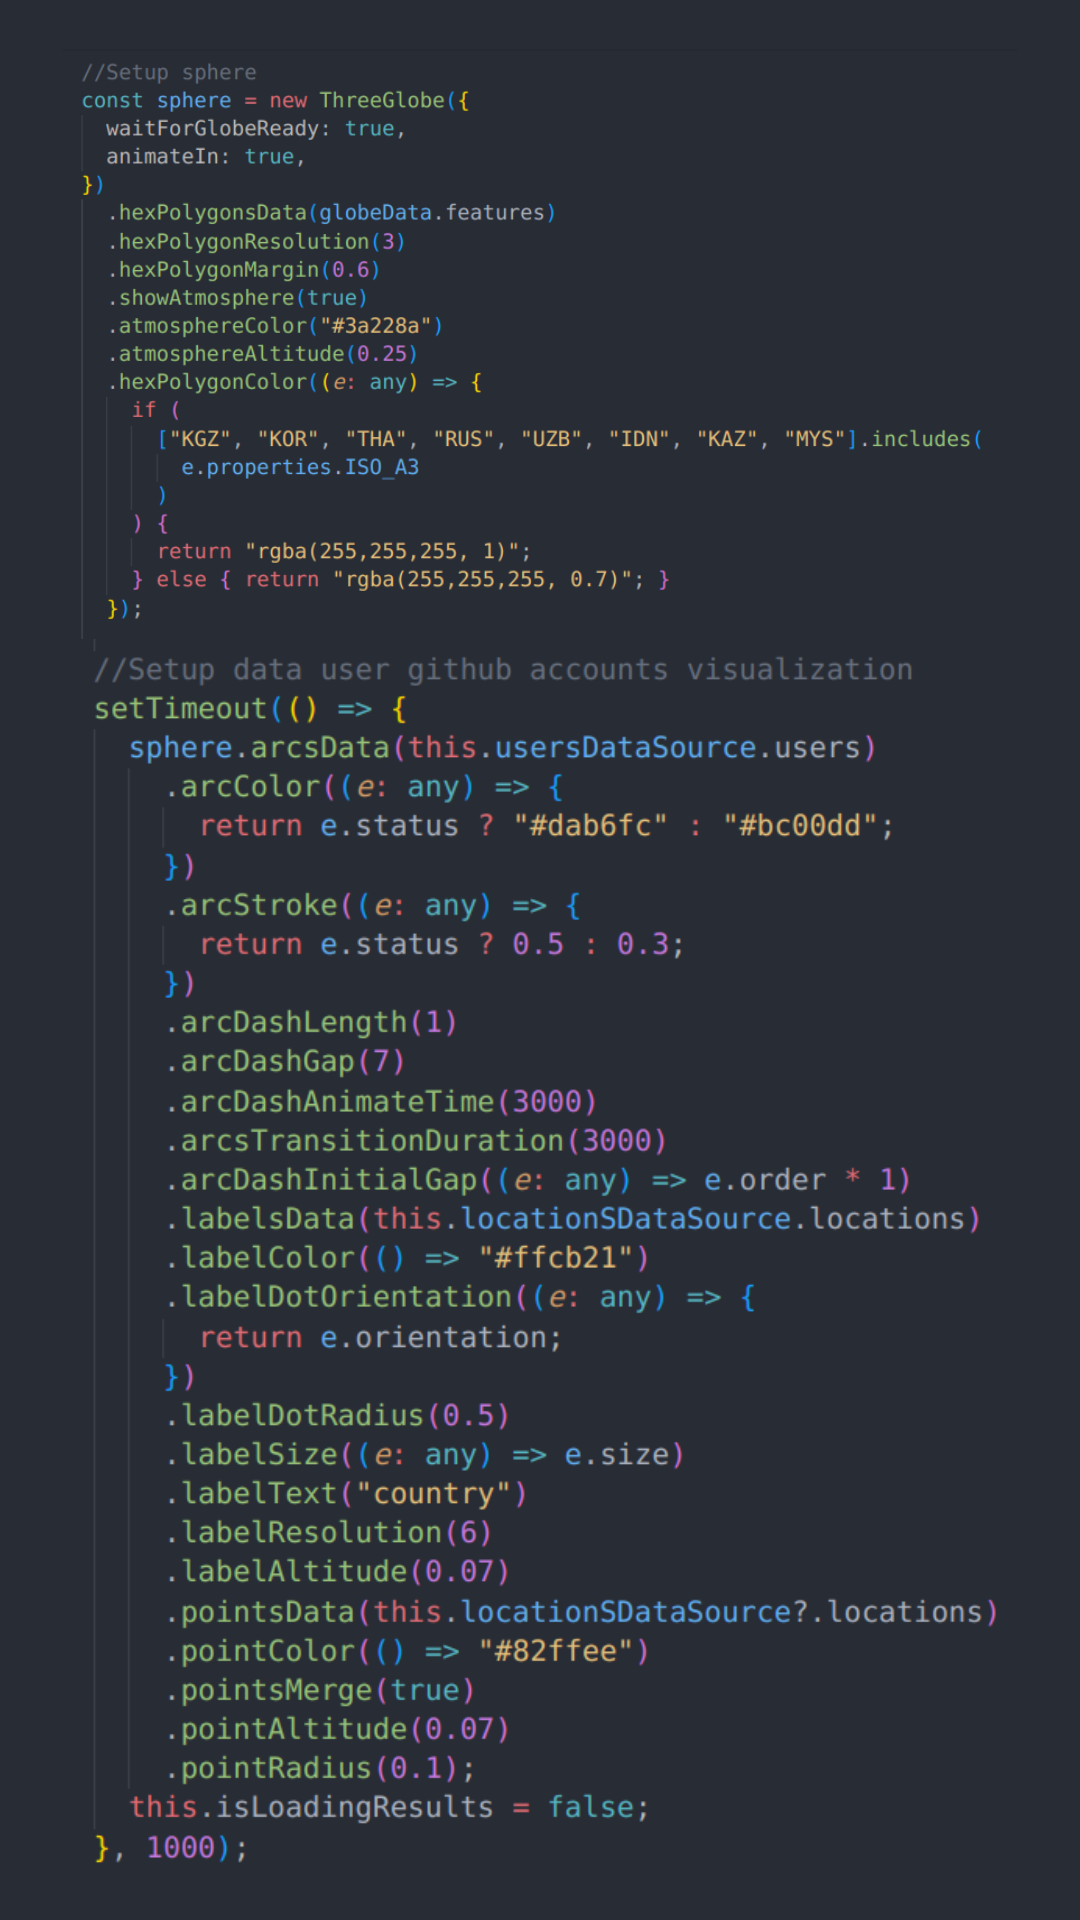 //Setup sphere
const sphere = new ThreeGlobe({
  waitForGlobeReady: true,
  animateIn: true,
})
  .hexPolygonsData(globeData.features)
  .hexPolygonResolution(3)
  .hexPolygonMargin(0.6)
  .showAtmosphere(true)
  .atmosphereColor("#3a228a")
  .atmosphereAltitude(0.25)
  .hexPolygonColor((e: any) => {
    if (
      ["KGZ", "KOR", "THA", "RUS", "UZB", "IDN", "KAZ", "MYS"].includes(
        e.properties.ISO_A3
      )
    ) {
      return "rgba(255,255,255, 1)";
    } else { return "rgba(255,255,255, 0.7)"; }
  });
//Setup data user github accounts visualization
setTimeout(() => {
  sphere.arcsData(this.usersDataSource.users)
    .arcColor((e: any) => {
      return e.status ? "#dab6fc" : "#bc00dd";
    })
    .arcStroke((e: any) => {
      return e.status ? 0.5 : 0.3;
    })
    .arcDashLength(1)
    .arcDashGap(7)
    .arcDashAnimateTime(3000)
    .arcsTransitionDuration(3000)
    .arcDashInitialGap((e: any) => e.order * 1)
    .labelsData(this.locationSDataSource.locations)
    .labelColor(() => "#ffcb21")
    .labelDotOrientation((e: any) => {
      return e.orientation;
    })
    .labelDotRadius(0.5)
    .labelSize((e: any) => e.size)
    .labelText("country")
    .labelResolution(6)
    .labelAltitude(0.07)
    .pointsData(this.locationSDataSource?.locations)
    .pointColor(() => "#82ffee")
    .pointsMerge(true)
    .pointAltitude(0.07)
    .pointRadius(0.1);
  this.isLoadingResults = false;
}, 1000);